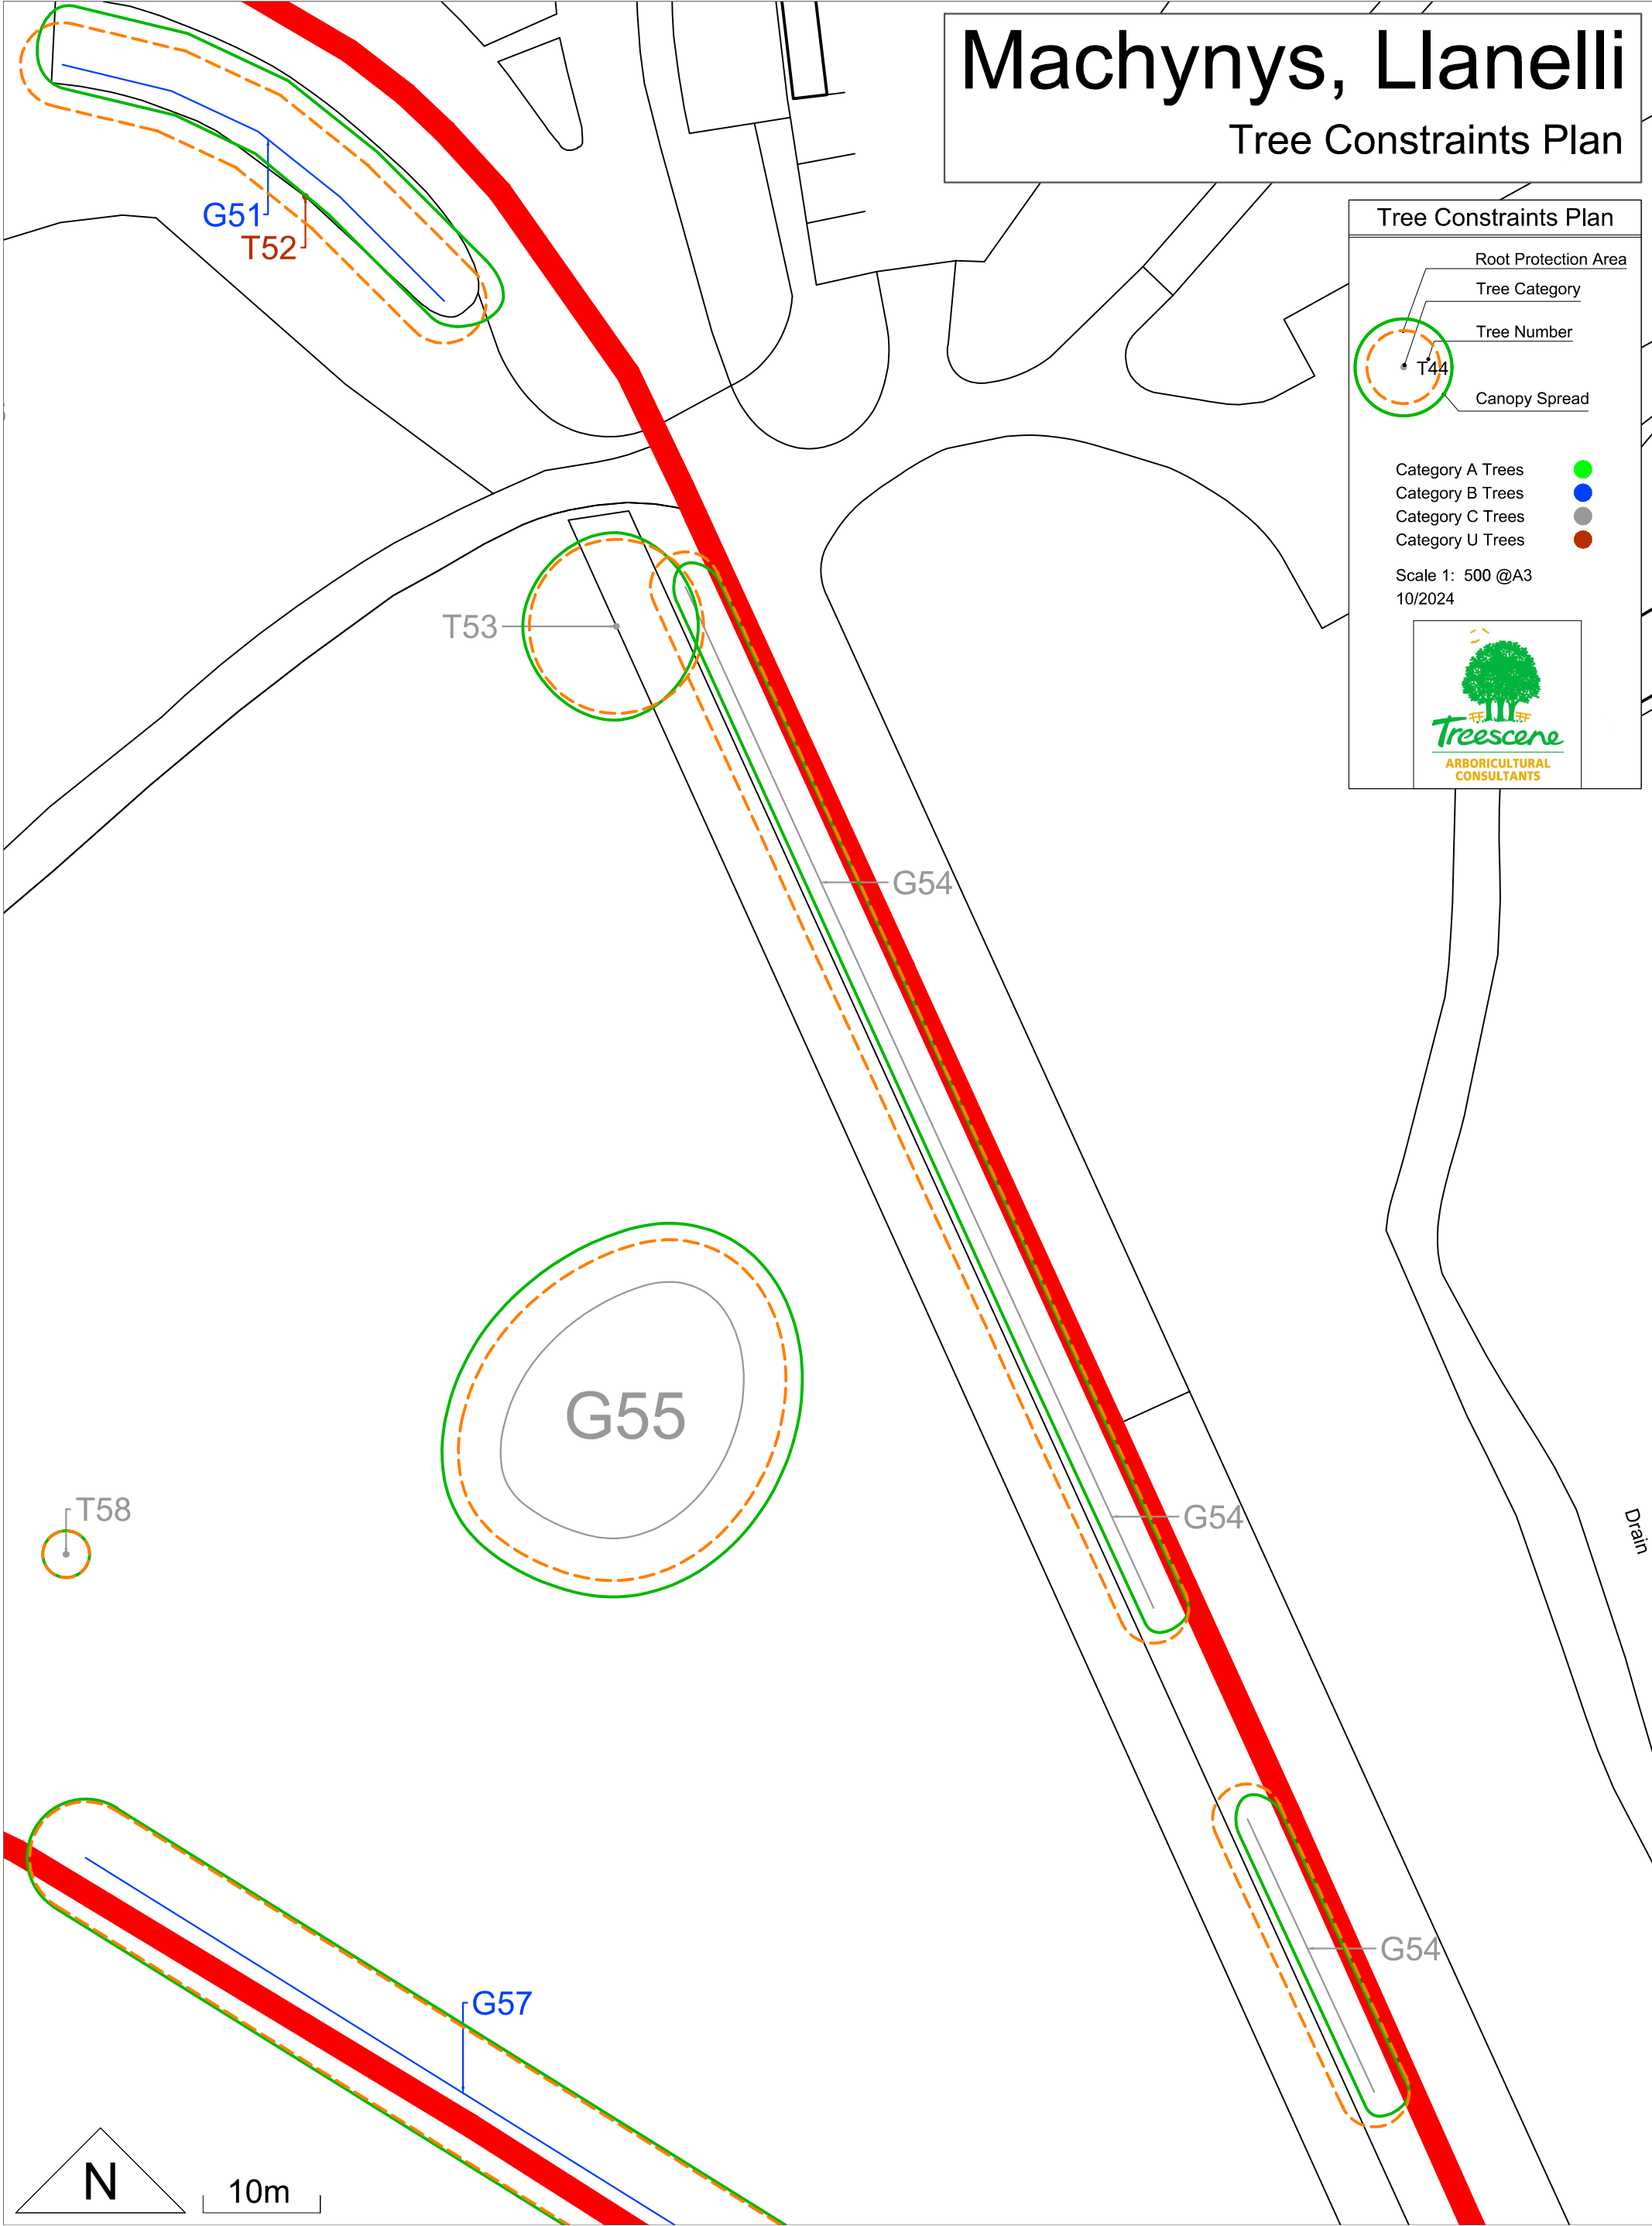 Machynys, Llanelli
Tree Constraints Plan
Tree Constraints Plan
Root Protection Area
Tree Category
Tree Number
T44
Canopy Spread
Category A Trees
Category B Trees
Category C Trees
Category U Trees
Scale 1: 500 @A3
10/2024
Treescene
ARBORICULTURAL
CONSULTANTS
G51
T52
T53
G54
G55
T58
G54
Drain
G54
G57
N
10m